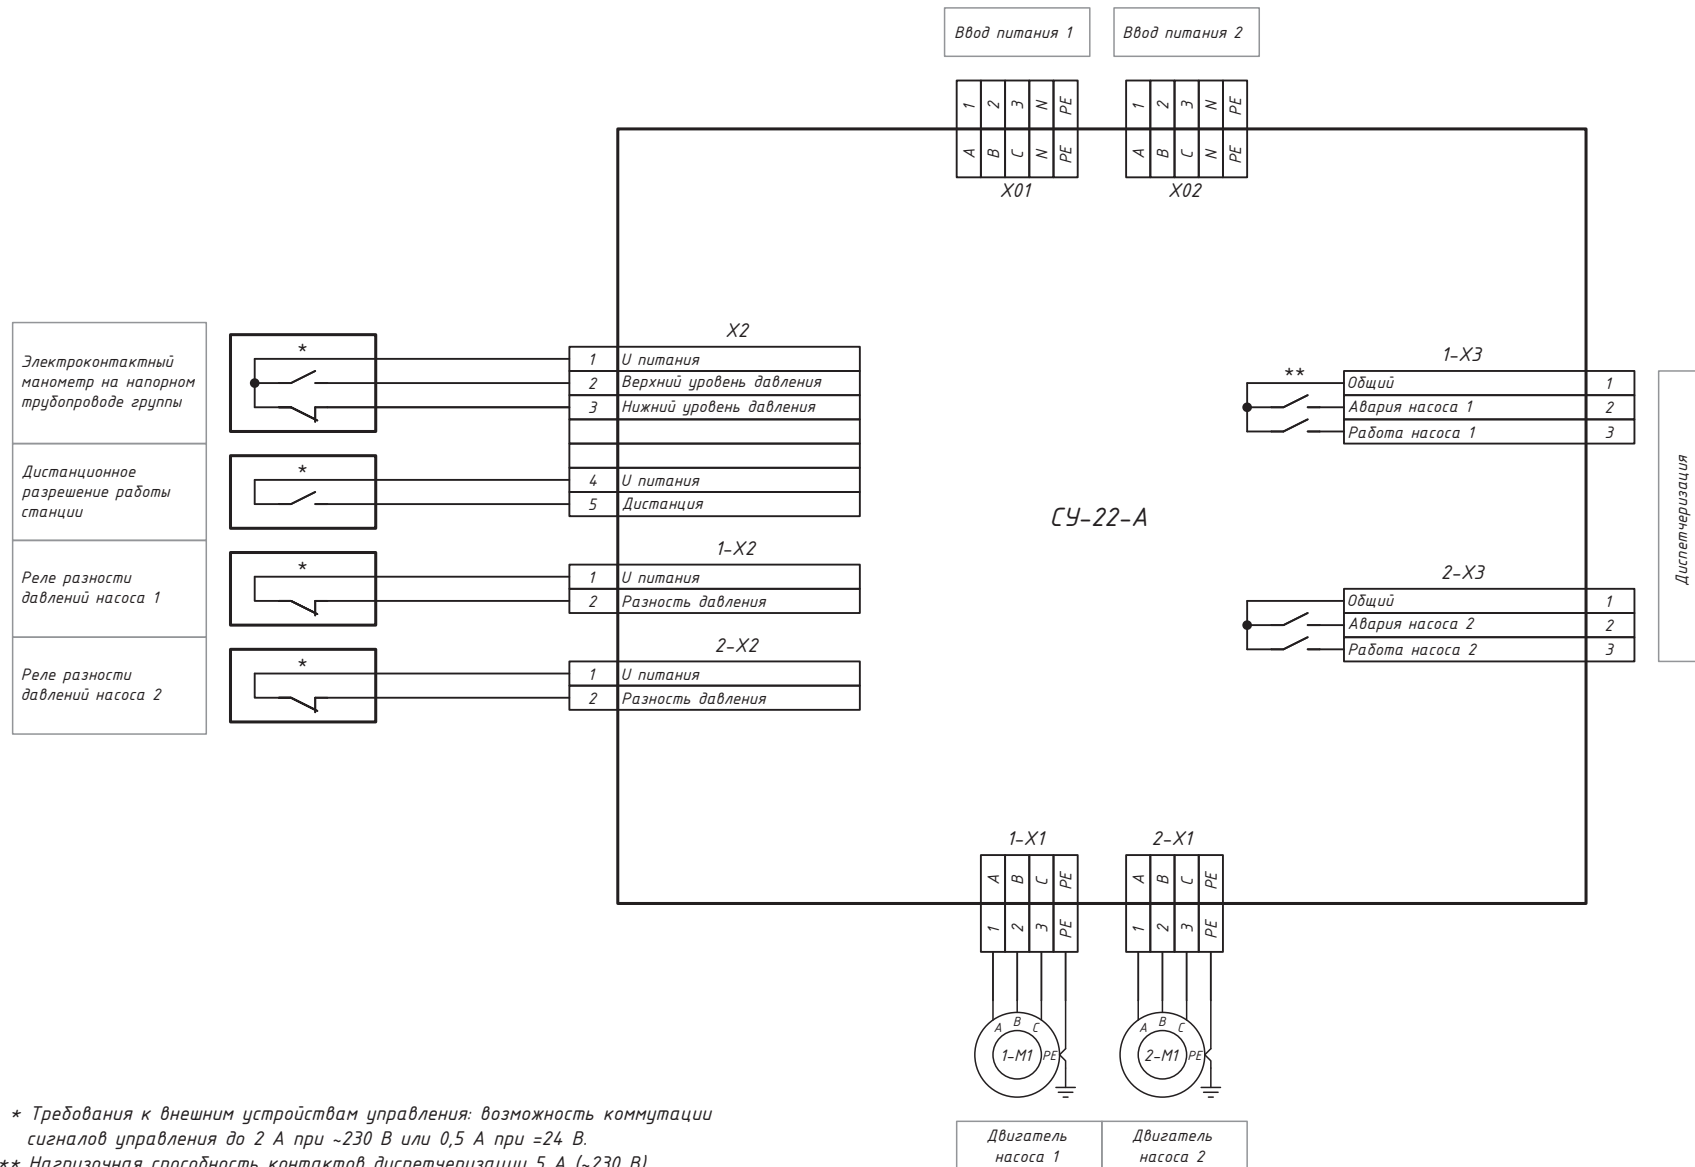 Ввод питания 1
Ввод питания 2
1 2 3 N PE
1 2 3 N PE
A B C N PE
A B C N PE
X01
X02
Электроконтактный
манометр на напорном
трубопроводе группы
*
X2
1 U питания
2 Верхний уровень давления
3 Нижний уровень давления
Дистанционное
разрешение работы
станции
*
4 U питания
5 Дистанция
Реле разности
давлений насоса 1
*
1-X2
1 U питания
2 Разность давления
Реле разности
давлений насоса 2
*
2-X2
1 U питания
2 Разность давления
СУ-22-А
1-X3
**
Общий 1
Авария насоса 1 2
Работа насоса 1 3
2-X3
Общий 1
Авария насоса 2 2
Работа насоса 2 3
Диспетчеризация
1-X1
2-X1
A B C PE
A B C PE
1 2 3 PE
1 2 3 PE
A B C
1-M1 PE
A B C
2-M1 PE
Двигатель
насоса 1
Двигатель
насоса 2
* Требования к внешним устройствам управления: возможность коммутации
сигналов управления до 2 А при ~230 В или 0,5 А при =24 В.
** Нагрузочная способность контактов диспетчеризации 5 А (~230 В)